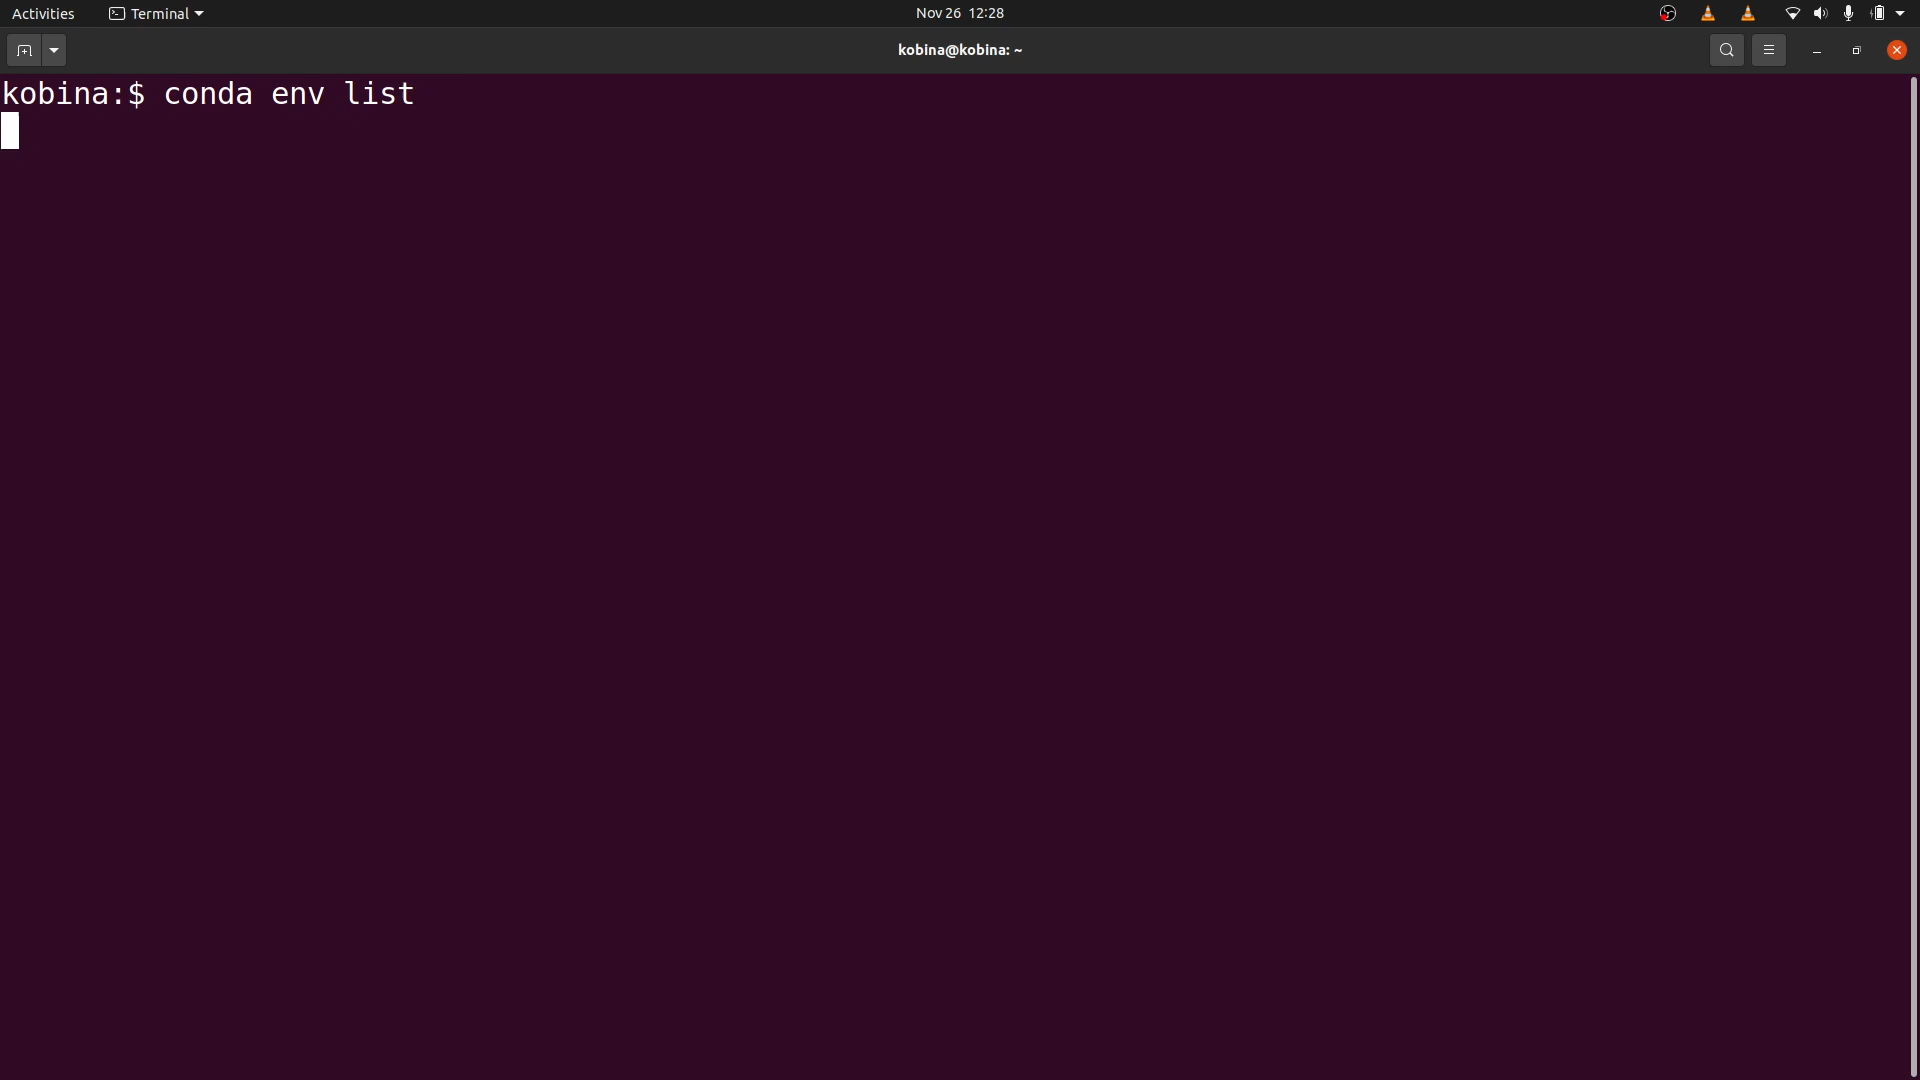 Activities Terminal Nov 26 12:28
kobina@kobina: ~
kobina:$ conda env list